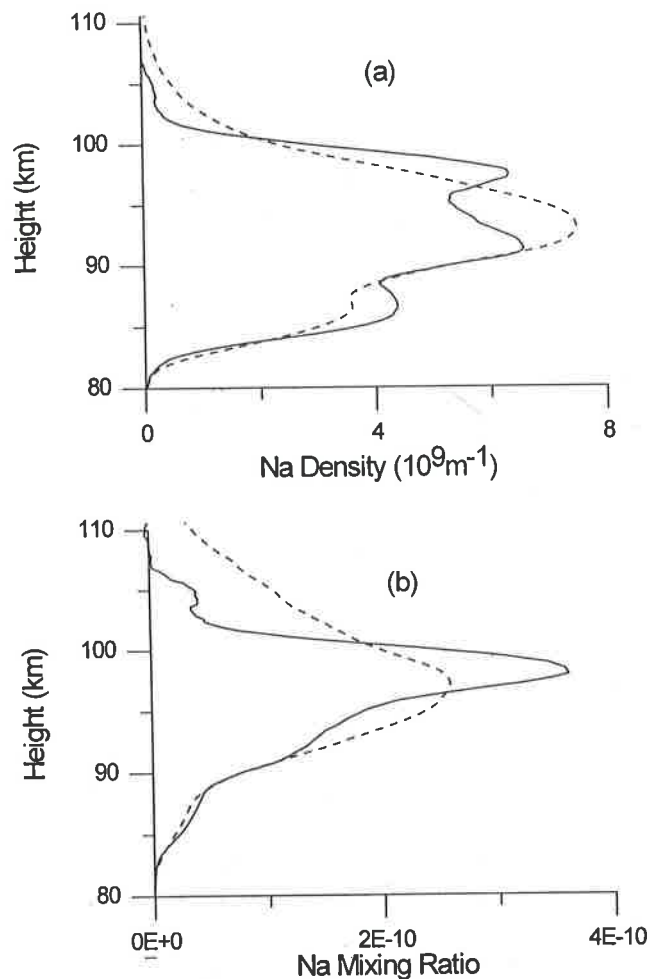 110
(a)
100
Height (km)
90
80
0
4
8
Na Density (10⁹m⁻¹)
110
(b)
100
Height (km)
90
80
0E+0
2E-10
4E-10
Na Mixing Ratio